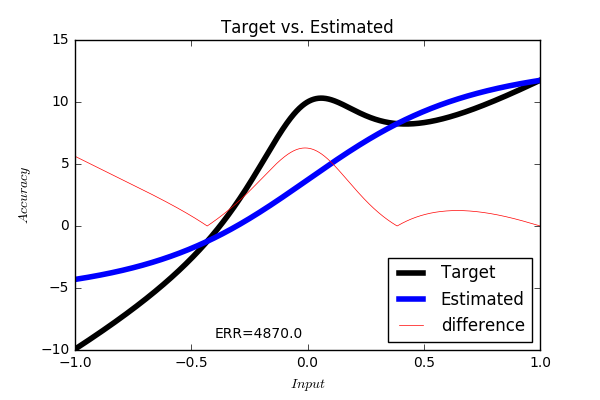 Target vs. Estimated
15
10
5
0
−5
−10
Accuracy
−1.0
−0.5
0.0
0.5
1.0
Input
ERR=4870.0
Target
Estimated
difference